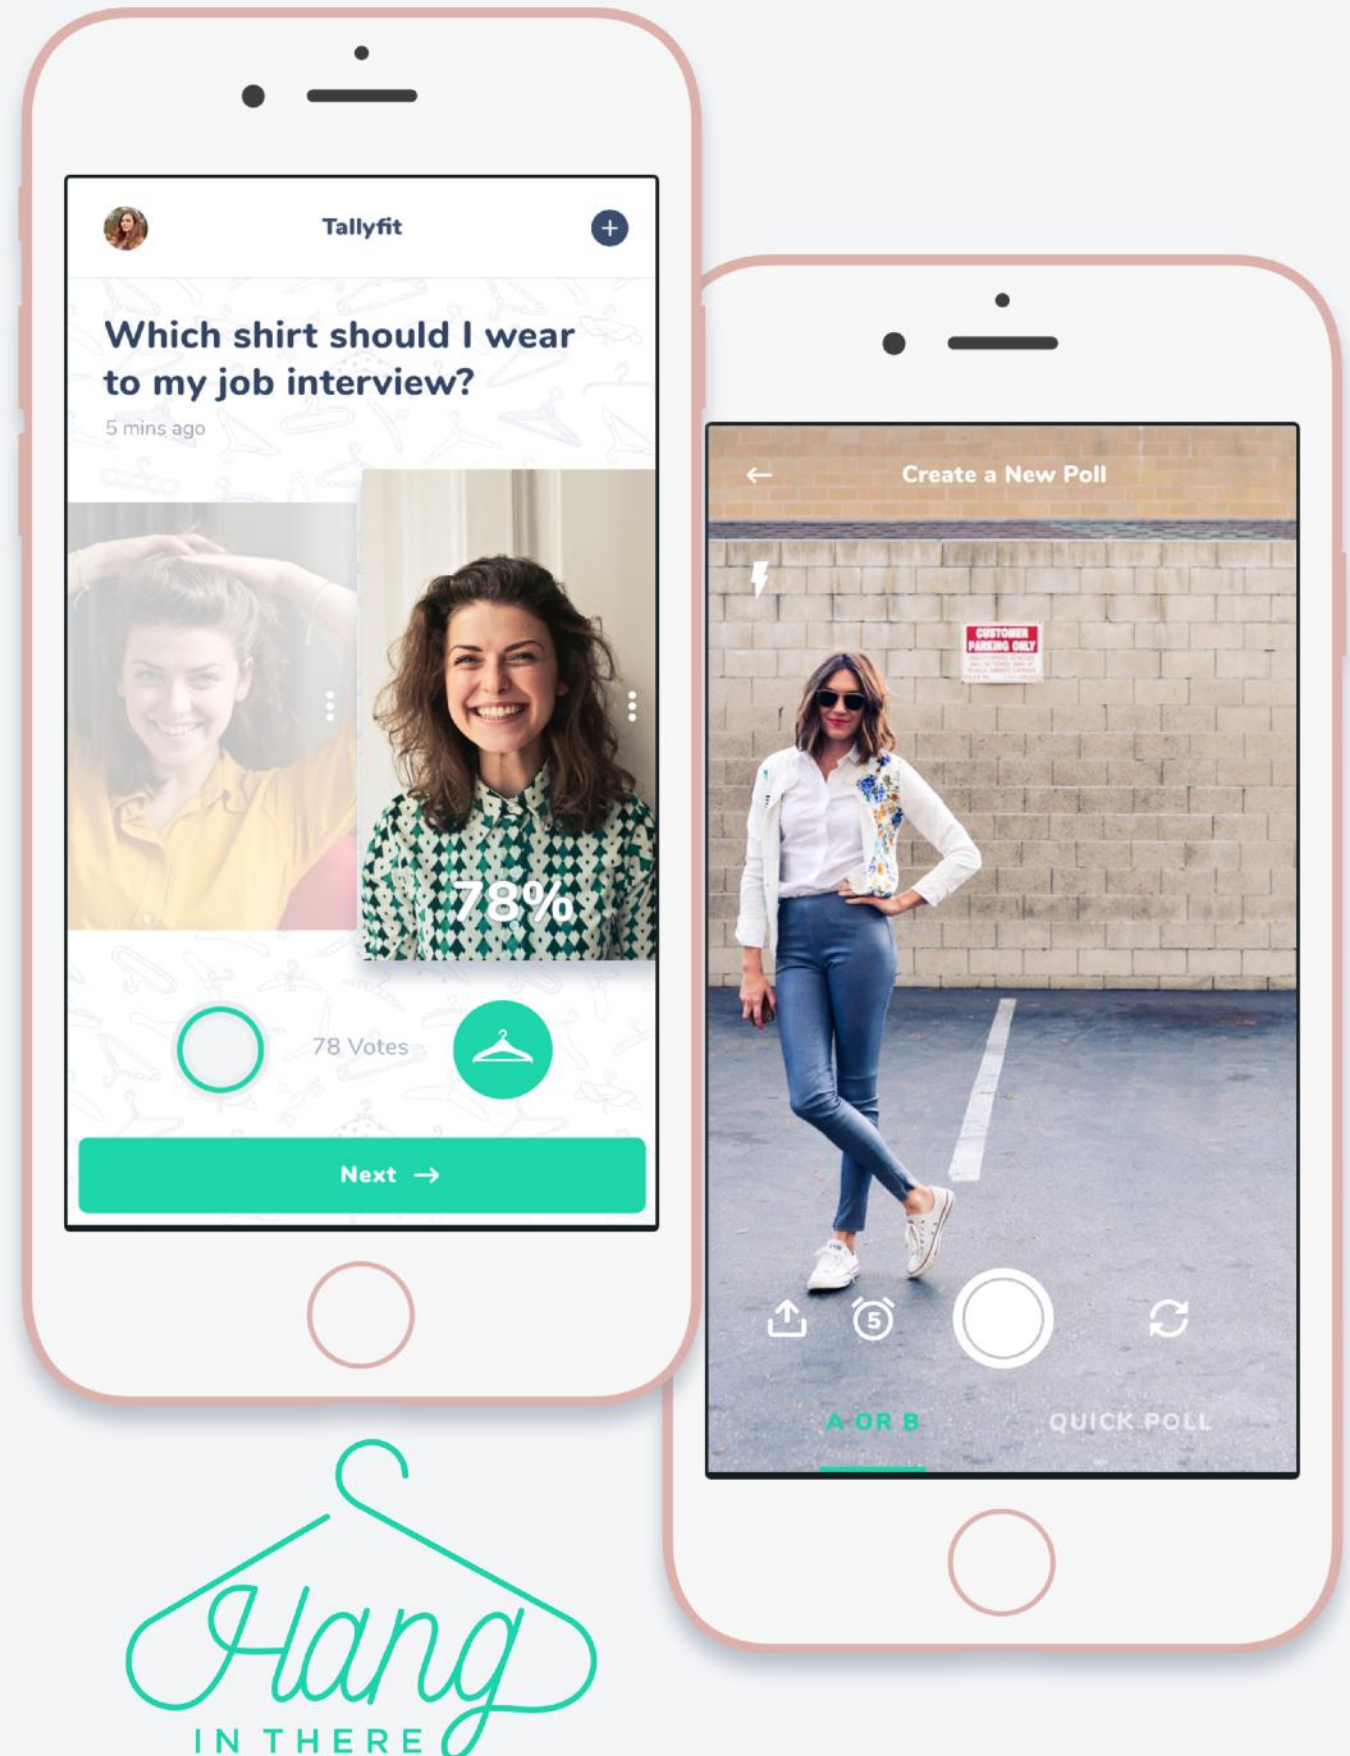 Tallyfit
Which shirt should I wear
to my job interview?
5 mins ago
78%
78 Votes
Next →
Create a New Poll
CUSTOMER
PARKING ONLY
5
A OR B
QUICK POLL
Hang
IN THERE